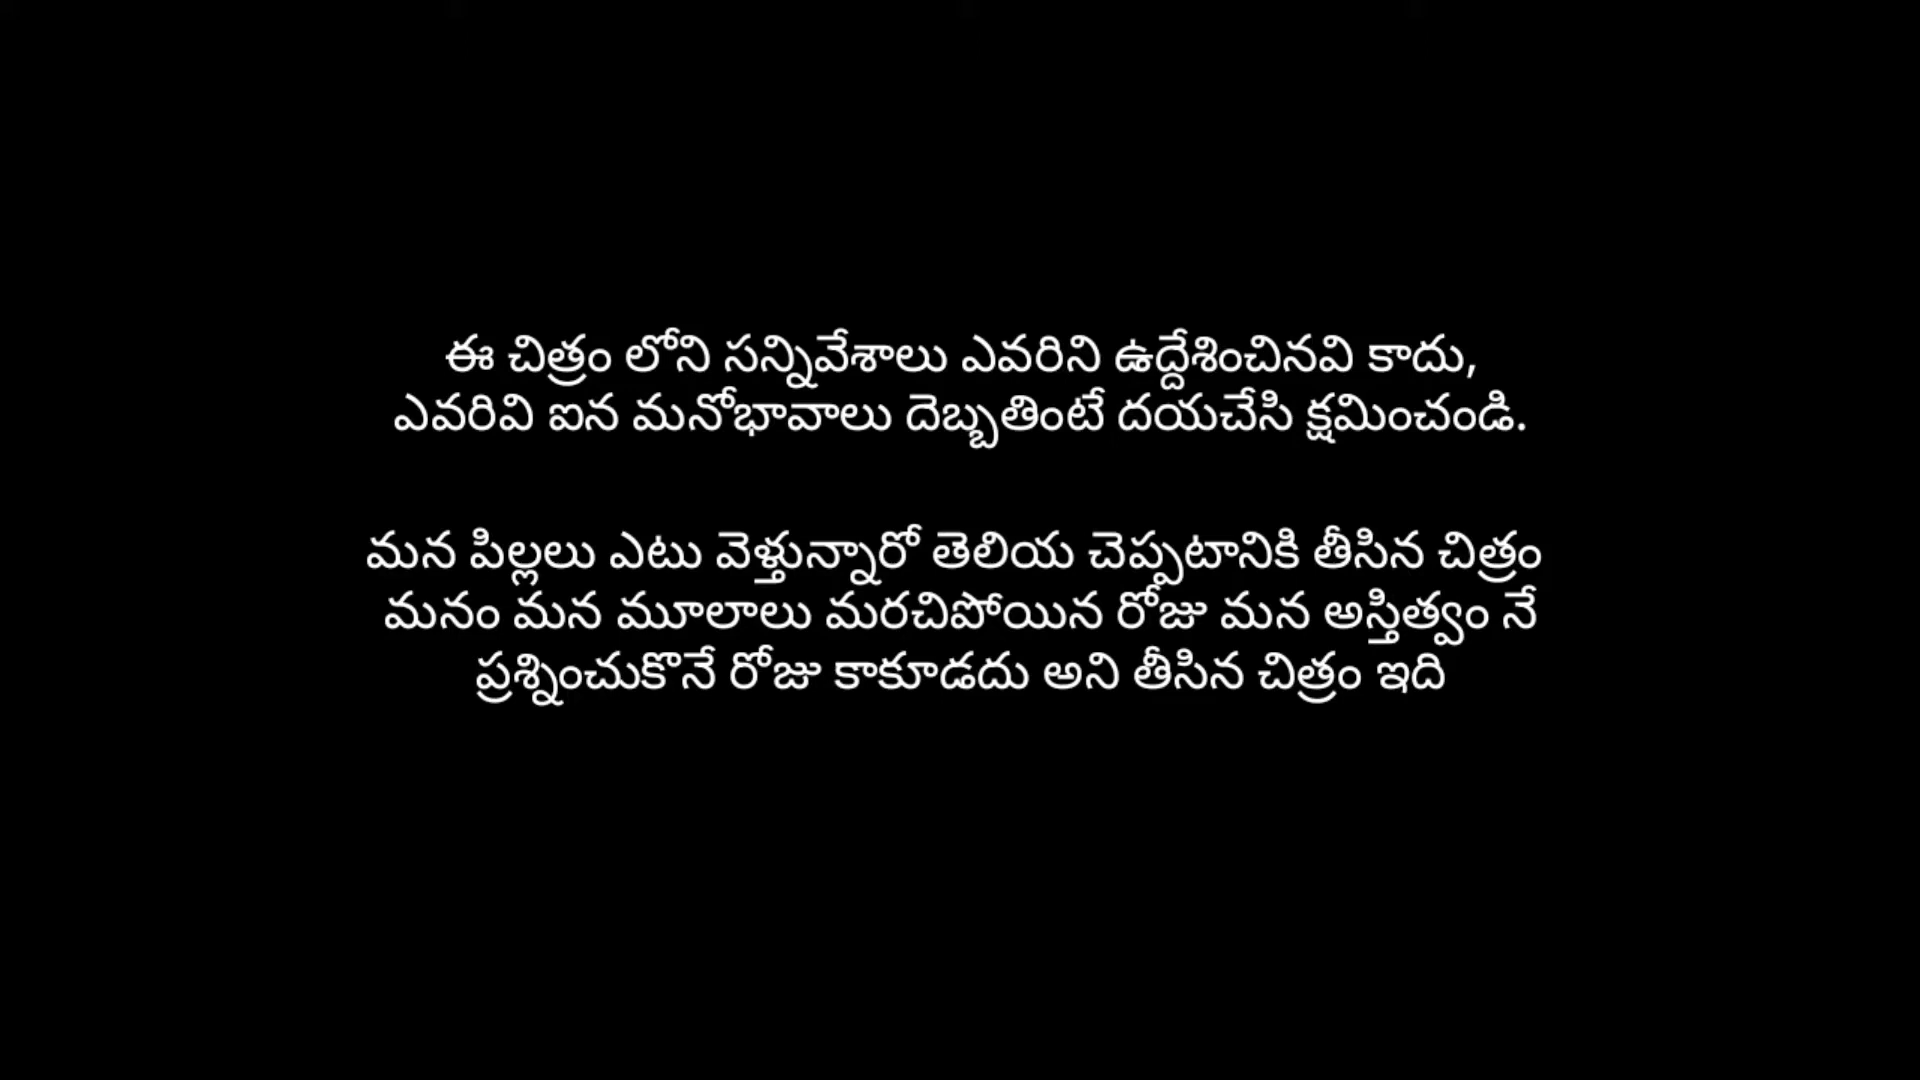 ఈ చిత్రం లోని సన్నివేశాలు ఎవరిని ఉద్దేశించినవి కాదు,
ఎవరివి ఐన మనోభావాలు దెబ్బతింటే దయచేసి క్షమించండి.
మన పిల్లలు ఎటు వెళ్తున్నారో తెలియ చెప్పటానికి తీసిన చిత్రం
మనం మన మూలాలు మరచిపోయిన రోజు మన అస్తిత్వం నే
ప్రశ్నించుకొనే రోజు కాకూడదు అని తీసిన చిత్రం ఇది